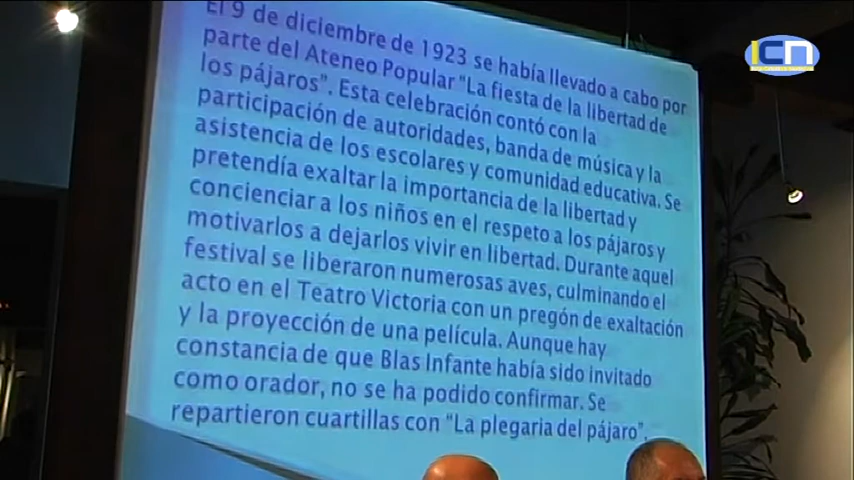 El 9 de diciembre de 1923 se había llevado a cabo por
parte del Ateneo Popular "La fiesta de la libertad de
los pájaros". Esta celebración contó con la
participación de autoridades, banda de música y la
asistencia de los escolares y comunidad educativa. Se
pretendía exaltar la importancia de la libertad y
concienciar a los niños en el respeto a los pájaros y
motivarlos a dejarlos vivir en libertad. Durante aquel
festival se liberaron numerosas aves, culminando el
acto en el Teatro Victoria con un pregón de exaltación
y la proyección de una película. Aunque hay
constancia de que Blas Infante había sido invitado
como orador, no se ha podido confirmar. Se
repartieron cuartillas con "La plegaria del pájaro".
ICN